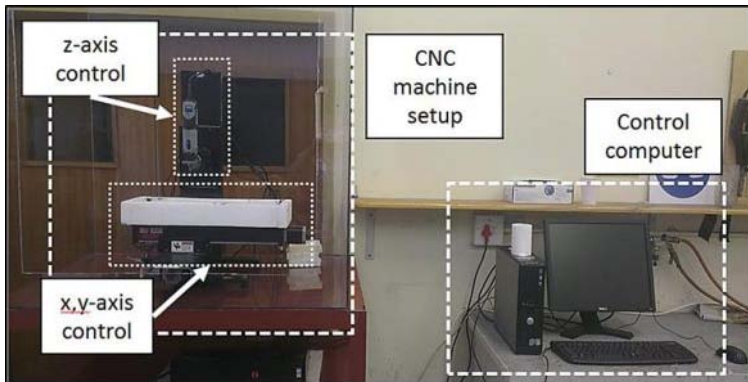 z-axis
control
CNC
machine
setup
Control
computer
x,y-axis
control